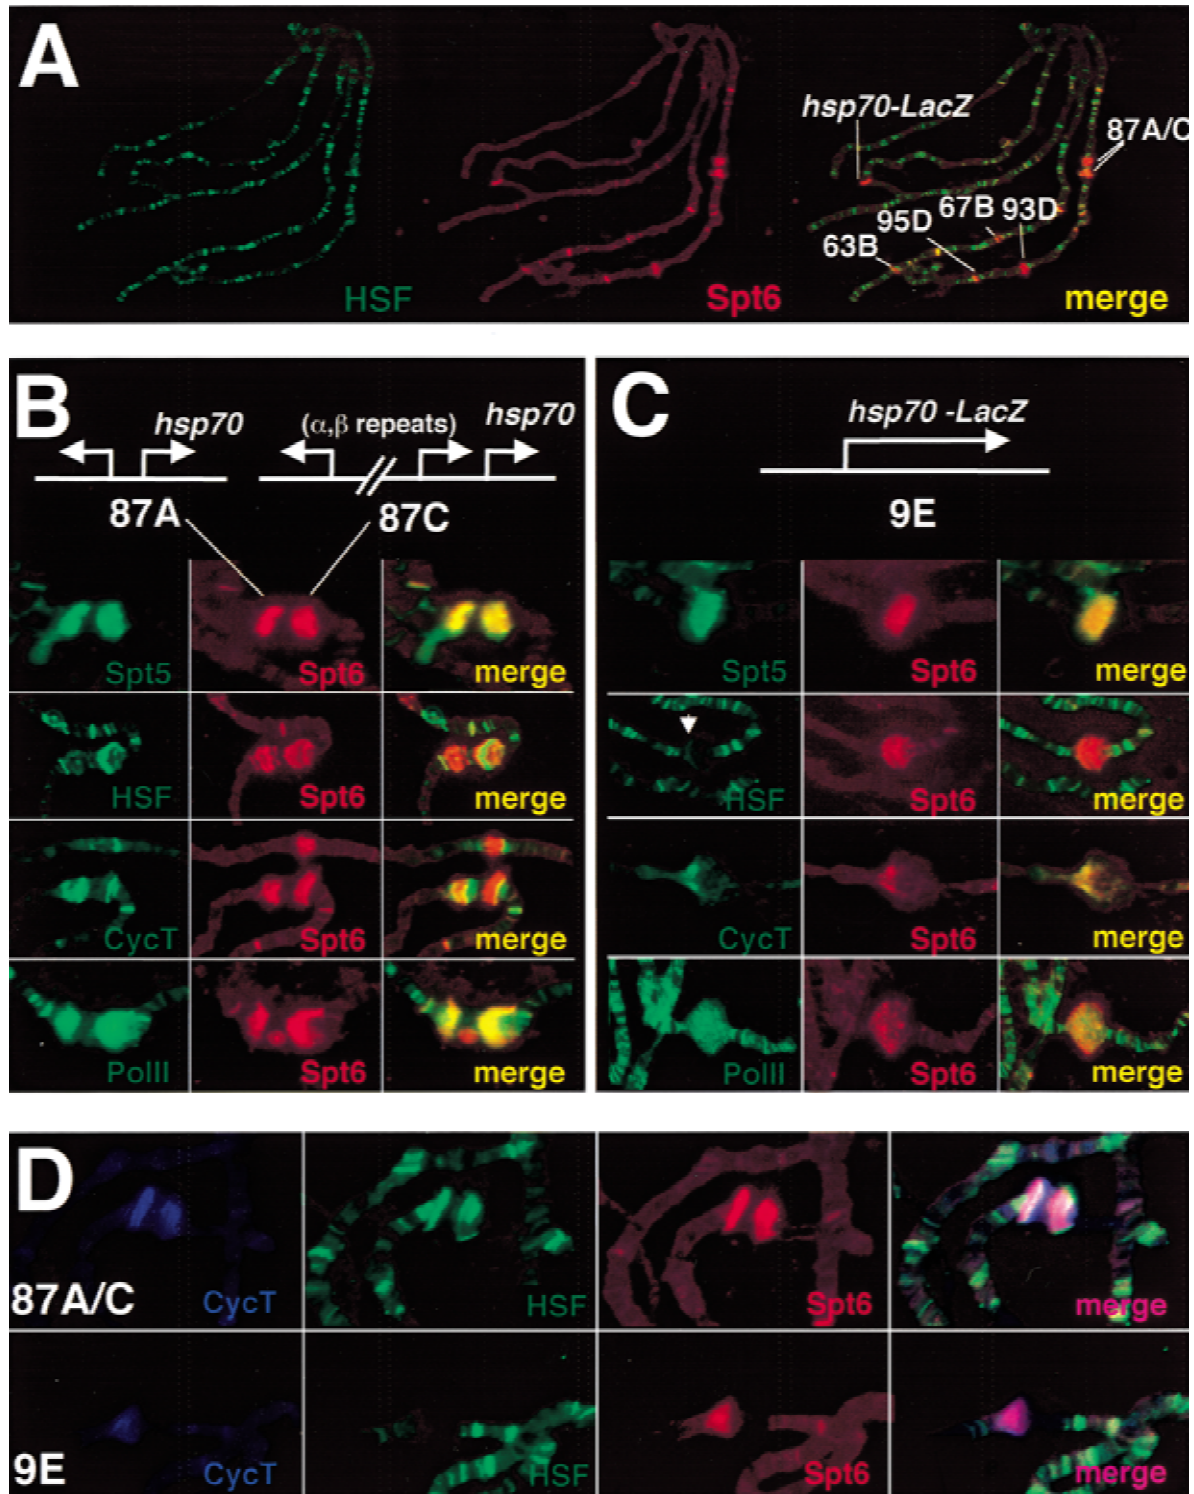 A
hsp70-LacZ
87A/C
67B 93D
95D
63B
HSF
Spt6
merge
B
hsp70
(α,β repeats)
hsp70
87A
87C
Spt5
Spt6
merge
HSF
Spt6
merge
CycT
Spt6
merge
PolII
Spt6
merge
C
hsp70 -LacZ
9E
Spt5
Spt6
merge
HSF
Spt6
merge
CycT
Spt6
merge
PolII
Spt6
merge
D
87A/C
CycT
HSF
Spt6
merge
9E
CycT
HSF
Spt6
merge